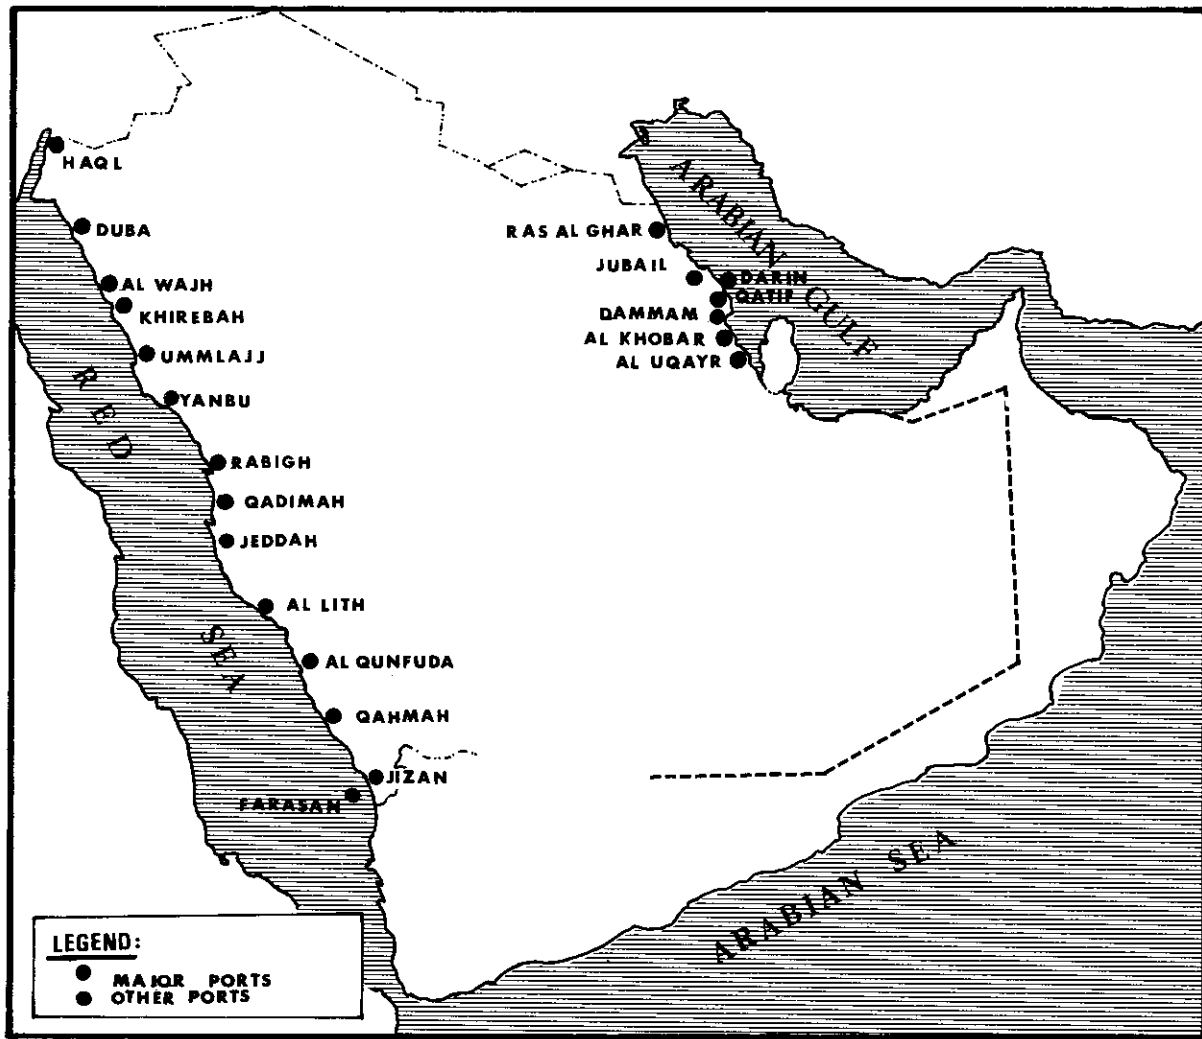 HAQL
DUBA
AL WAJH
KHIREBAH
UMMLAJJ
YANBU
RABIGH
QADIMAH
JEDDAH
AL LITH
AL QUNFUDA
QAHMAH
JIZAN
FARASAN
RED SEA
RAS AL GHAR
JUBAIL
DARIN
QATIF
DAMMAM
AL KHOBAR
AL UQAYR
ARABIAN GULF
ARABIAN SEA
LEGEND:
MAJOR PORTS
OTHER PORTS